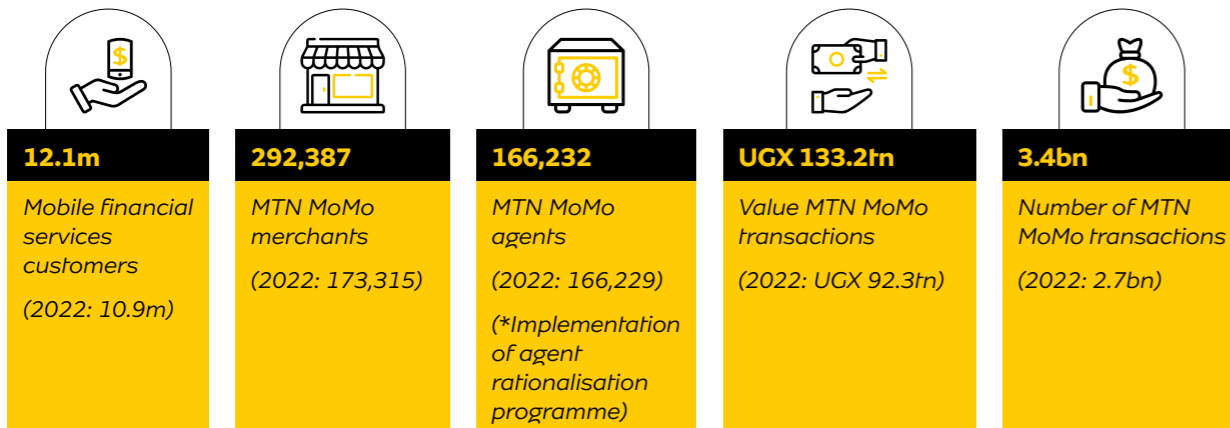 12.1m
Mobile financial
services
customers
(2022: 10.9m)
292,387
MTN MoMo
merchants
(2022: 173,315)
166,232
MTN MoMo
agents
(2022: 166,229)
(*Implementation
of agent
rationalisation
programme)
UGX 133.2tn
Value MTN MoMo
transactions
(2022: UGX 92.3tn)
3.4bn
Number of MTN
MoMo transactions
(2022: 2.7bn)